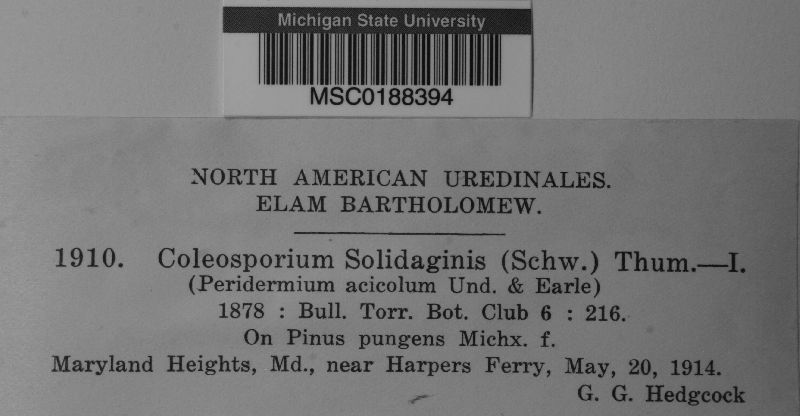 Michigan State University
MSC0188394
NORTH AMERICAN UREDINALES.
ELAM BARTHOLOMEW.
1910. Coleosporium Solidaginis (Schw.) Thum.—I.
(Peridermium acicolum Und. & Earle)
1878 : Bull. Torr. Bot. Club 6 : 216.
On Pinus pungens Michx. f.
Maryland Heights, Md., near Harpers Ferry, May, 20, 1914.
G. G. Hedgcock